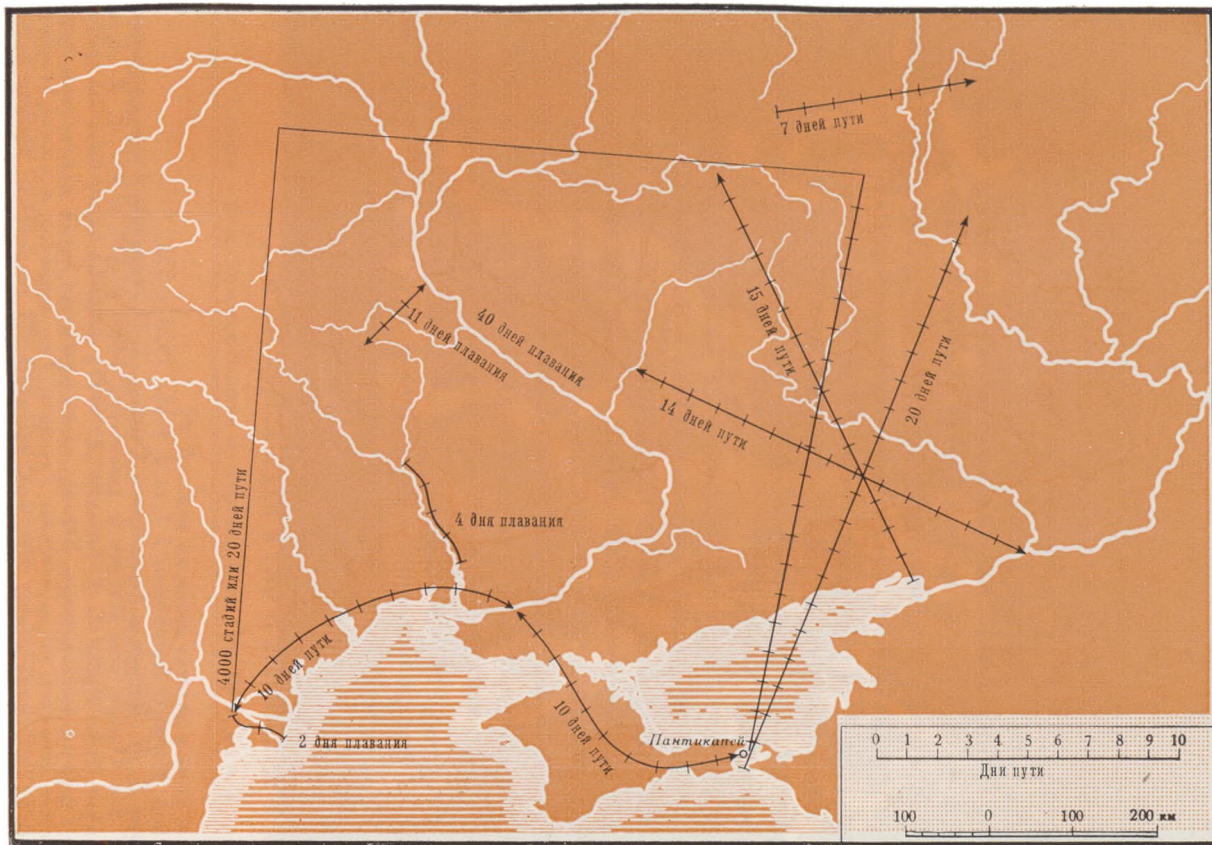 7 дней пути
15 дней пути
11 дней плавания
40 дней плавания
20 дней пути
14 дней пути
4 дня плавания
4000 стадий или 20 дней пути
10 дней пути
10 дней пути
2 дня плавания
Пантикапей
0 1 2 3 4 5 6 7 8 9 10
Дни пути
100 0 100 200 км